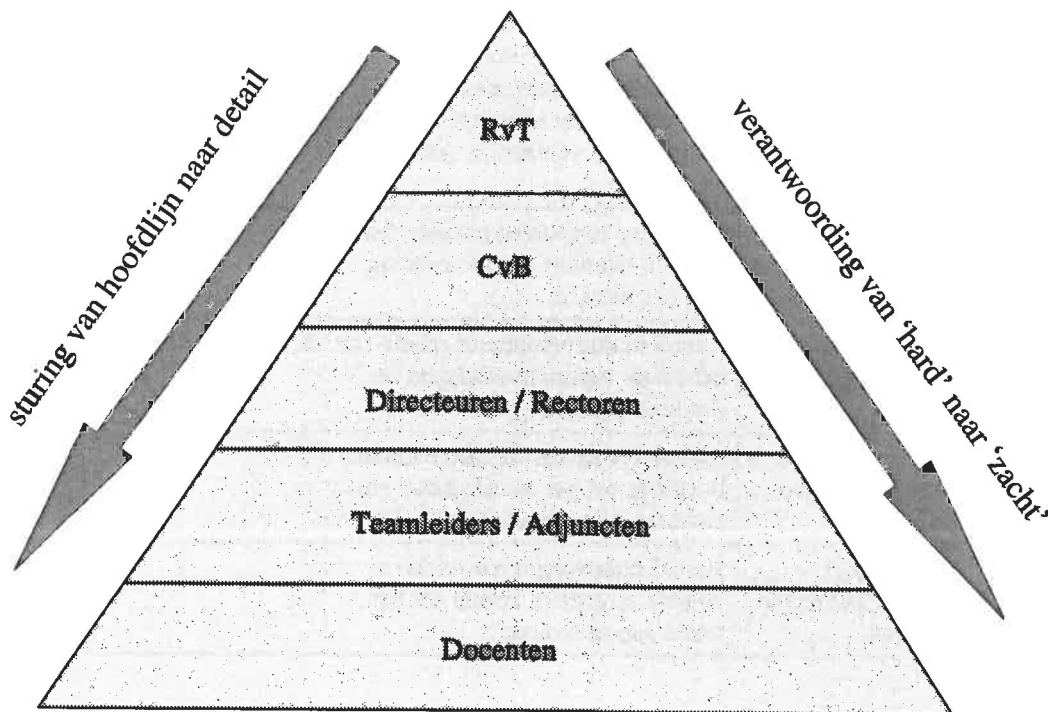 sturing van hoofdlijn naar detail
verantwoording van ‘hard’ naar ‘zacht’
RvT
CvB
Directeuren / Rectoren
Teamleiders / Adjuncten
Docenten